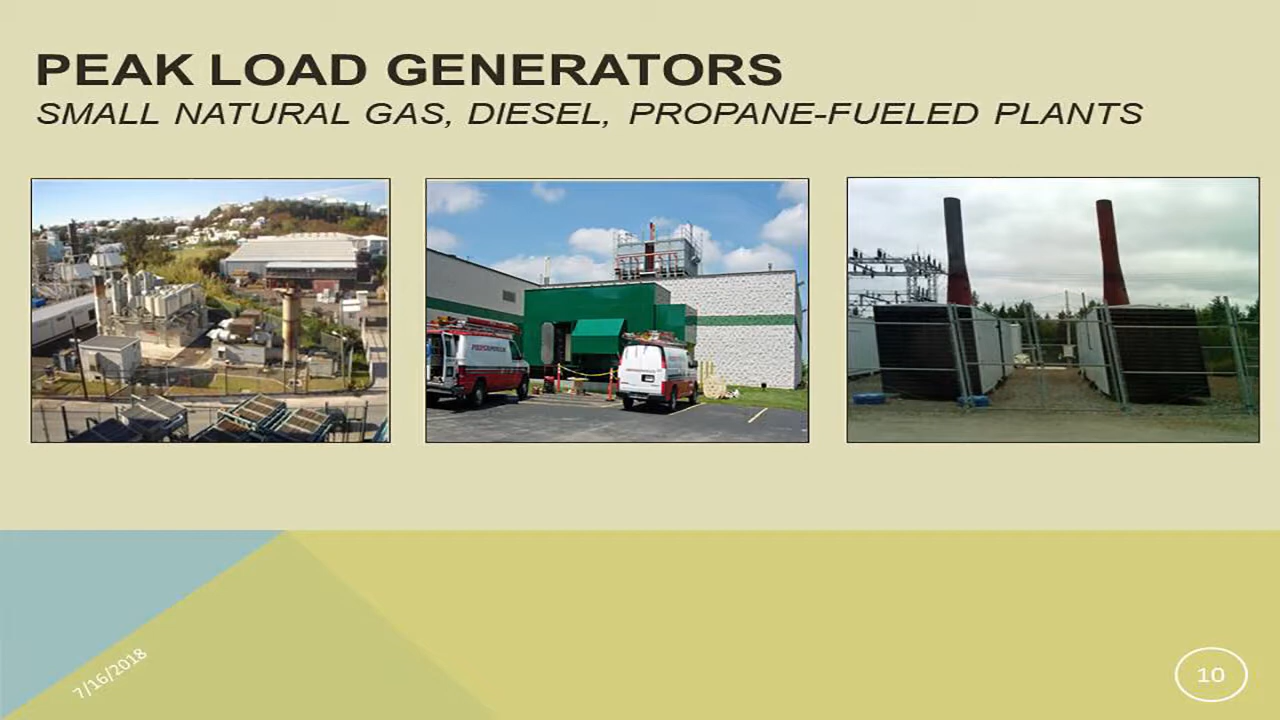 PEAK LOAD GENERATORS
SMALL NATURAL GAS, DIESEL, PROPANE-FUELED PLANTS
7/16/2018
10